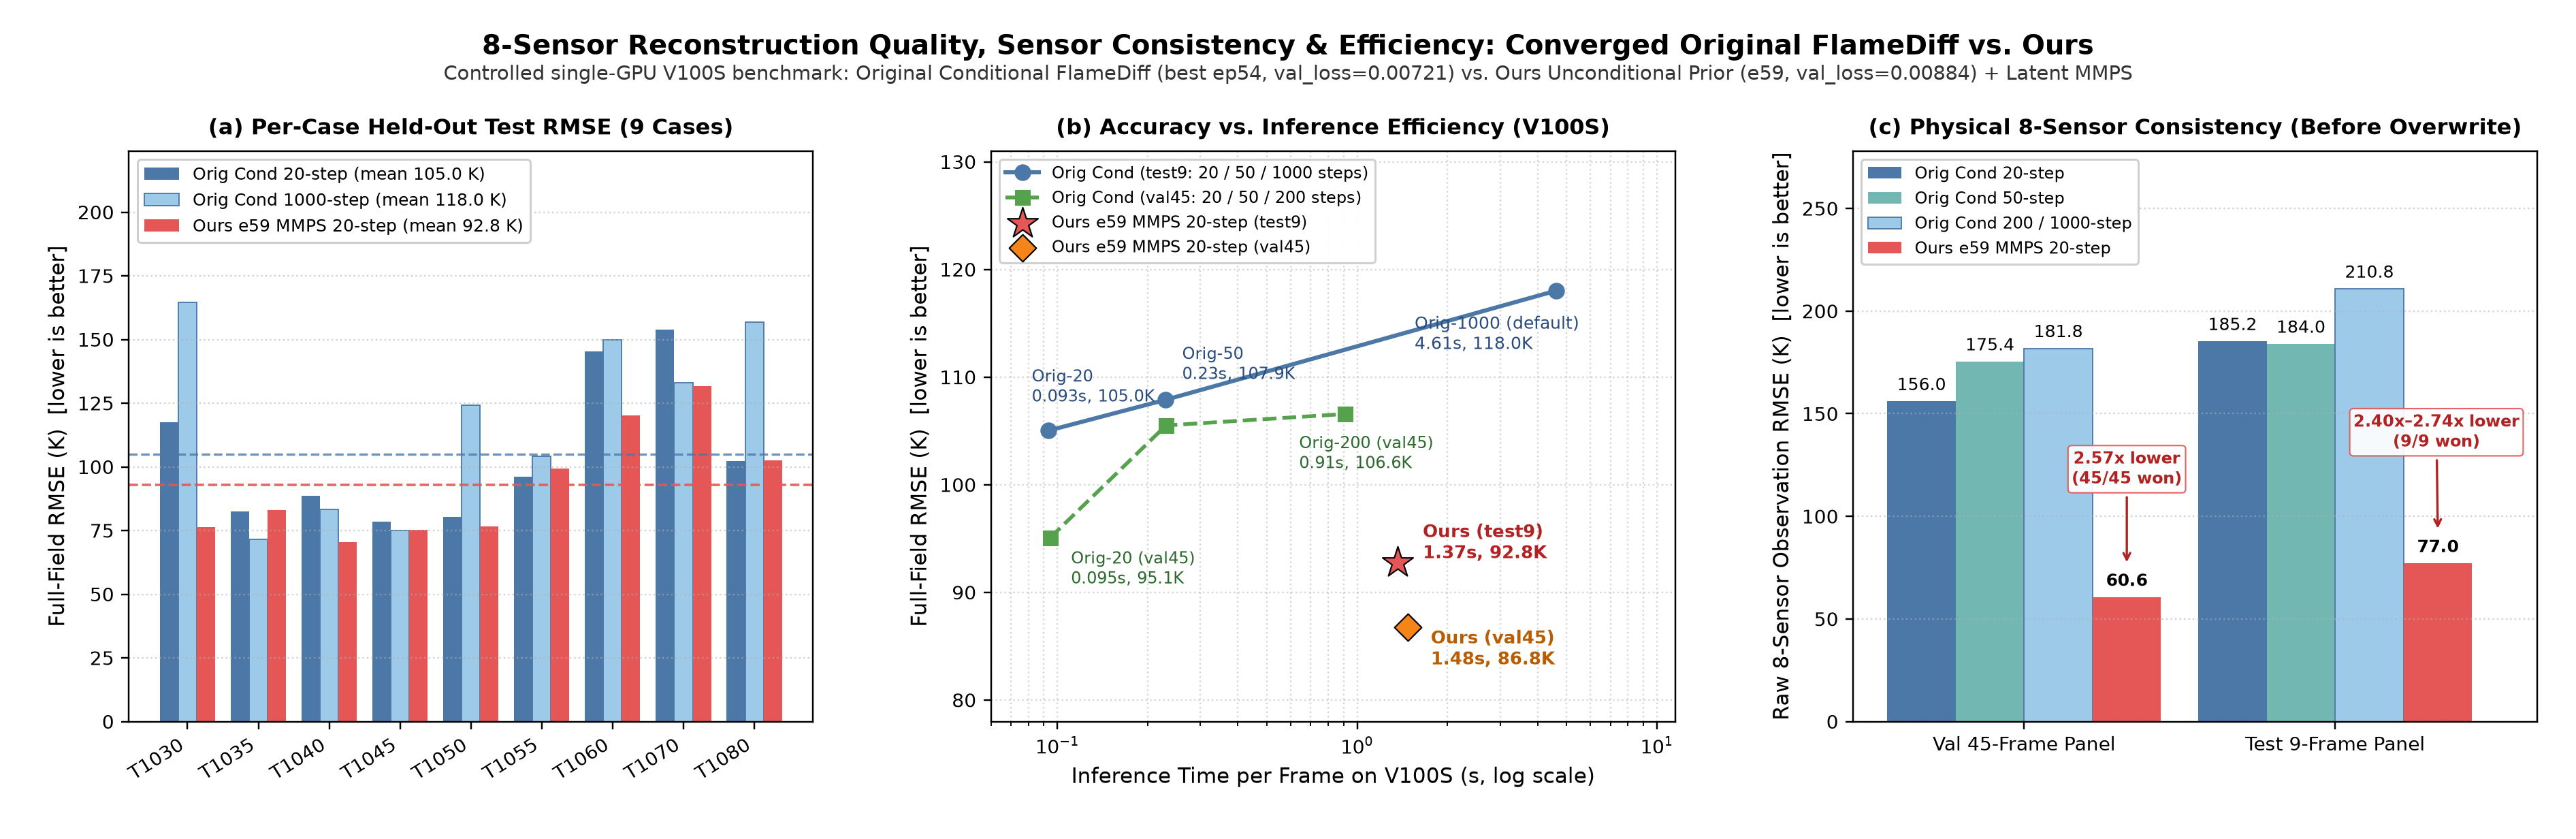 8-Sensor Reconstruction Quality, Sensor Consistency & Efficiency: Converged Original FlameDiff vs. Ours
Controlled single-GPU V100S benchmark: Original Conditional FlameDiff (best ep54, val_loss=0.00721) vs. Ours Unconditional Prior (e59, val_loss=0.00884) + Latent MMPS
(a) Per-Case Held-Out Test RMSE (9 Cases)
Orig Cond 20-step (mean 105.0 K)
Orig Cond 1000-step (mean 118.0 K)
Ours e59 MMPS 20-step (mean 92.8 K)
Full-Field RMSE (K) [lower is better]
200
175
150
125
100
75
50
25
0
T1030
T1035
T1040
T1045
T1050
T1055
T1060
T1070
T1080
(b) Accuracy vs. Inference Efficiency (V100S)
Orig Cond (test9: 20 / 50 / 1000 steps)
Orig Cond (val45: 20 / 50 / 200 steps)
Ours e59 MMPS 20-step (test9)
Ours e59 MMPS 20-step (val45)
Full-Field RMSE (K) [lower is better]
130
120
110
100
90
80
Orig-1000 (default)
4.61s, 118.0K
Orig-50
0.23s, 107.9K
Orig-20
0.093s, 105.0K
Orig-200 (val45)
0.91s, 106.6K
Orig-20 (val45)
0.095s, 95.1K
Ours (test9)
1.37s, 92.8K
Ours (val45)
1.48s, 86.8K
10⁻¹
10⁰
10¹
Inference Time per Frame on V100S (s, log scale)
(c) Physical 8-Sensor Consistency (Before Overwrite)
Orig Cond 20-step
Orig Cond 50-step
Orig Cond 200 / 1000-step
Ours e59 MMPS 20-step
Raw 8-Sensor Observation RMSE (K) [lower is better]
250
200
150
100
50
0
156.0
175.4
181.8
60.6
2.57x lower
(45/45 won)
185.2
184.0
210.8
77.0
2.40x–2.74x lower
(9/9 won)
Val 45-Frame Panel
Test 9-Frame Panel